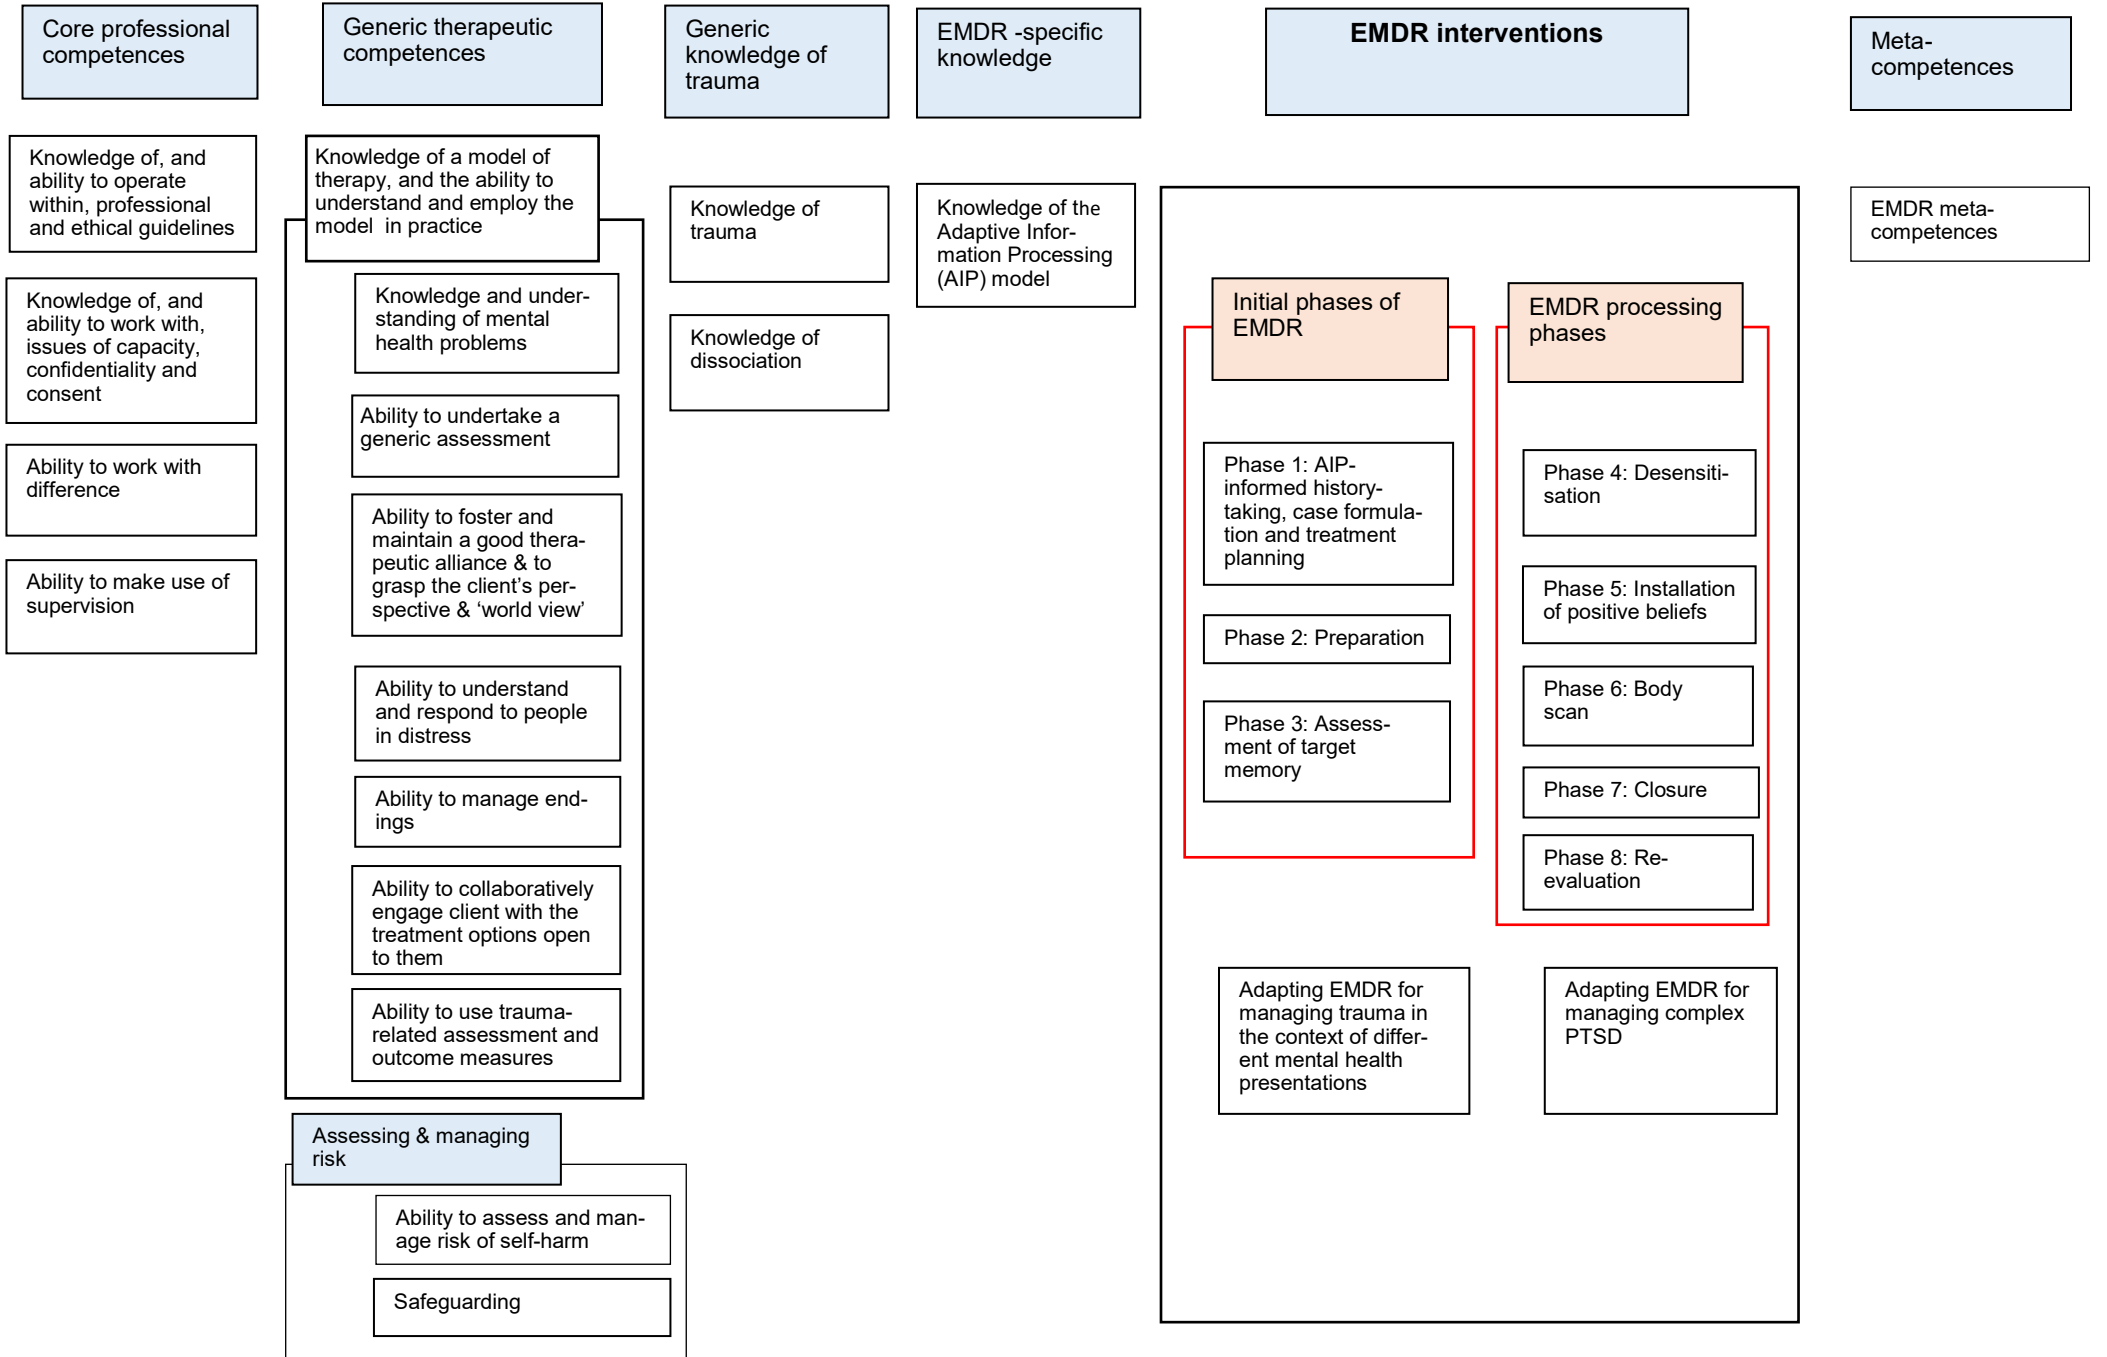 Core professional
competences
Knowledge of, and
ability to operate
within, professional
and ethical guidelines
Knowledge of, and
ability to work with,
issues of capacity,
confidentiality and
consent
Ability to work with
difference
Ability to make use of
supervision
Generic therapeutic
competences
Knowledge of a model of
therapy, and the ability to
understand and employ the
model  in practice
Knowledge and under-
standing of mental
health problems
Ability to undertake a
generic assessment
Ability to foster and
maintain a good thera-
peutic alliance & to
grasp the client’s per-
spective & ‘world view’
Ability to understand
and respond to people
in distress
Ability to manage end-
ings
Ability to collaboratively
engage client with the
treatment options open
to them
Ability to use trauma-
related assessment and
outcome measures
Assessing & managing
risk
Ability to assess and man-
age risk of self-harm
Safeguarding
Generic
knowledge of
trauma
Knowledge of
trauma
Knowledge of
dissociation
EMDR -specific
knowledge
Knowledge of the
Adaptive Infor-
mation Processing
(AIP) model
EMDR interventions
Initial phases of
EMDR
Phase 1: AIP-
informed history-
taking, case formula-
tion and treatment
planning
Phase 2: Preparation
Phase 3: Assess-
ment of target
memory
EMDR processing
phases
Phase 4: Desensiti-
sation
Phase 5: Installation
of positive beliefs
Phase 6: Body
scan
Phase 7: Closure
Phase 8: Re-
evaluation
Adapting EMDR for
managing trauma in
the context of differ-
ent mental health
presentations
Adapting EMDR for
managing complex
PTSD
Meta-
competences
EMDR meta-
competences